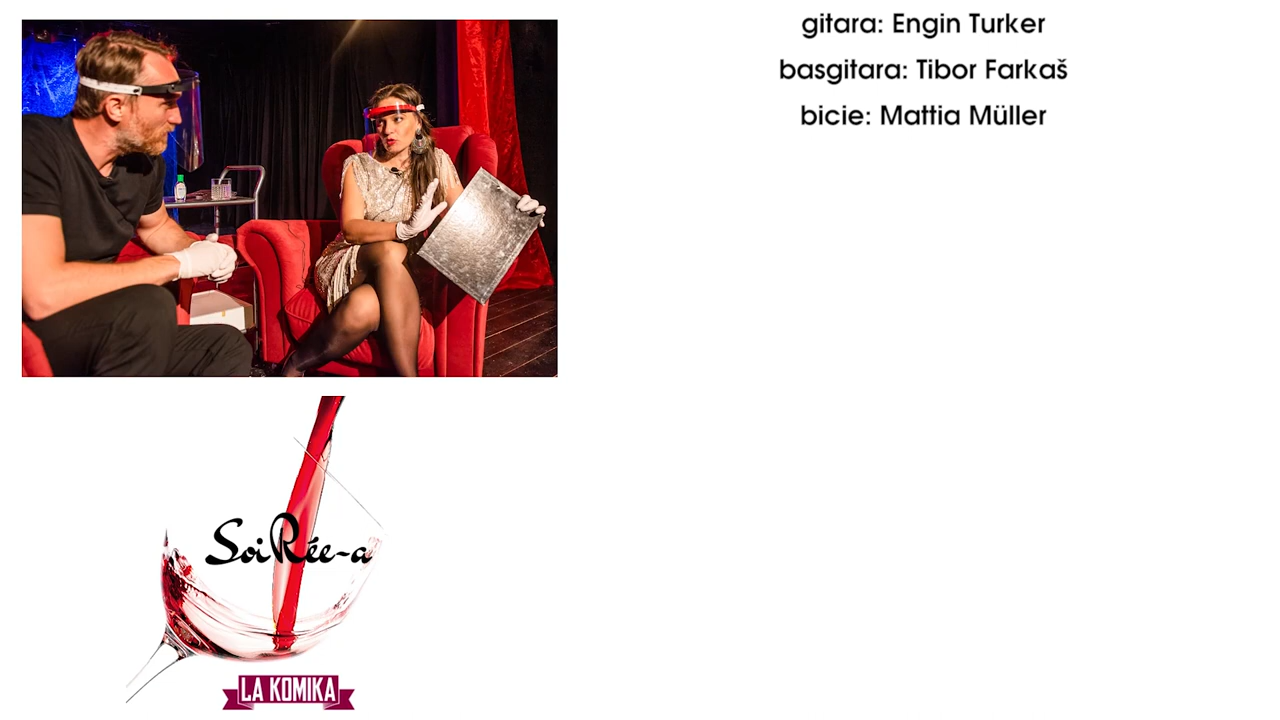 gitara: Engin Turker
basgitara: Tibor Farkaš
bicie: Mattia Müller
SoiRée-a
LA KOMIKA